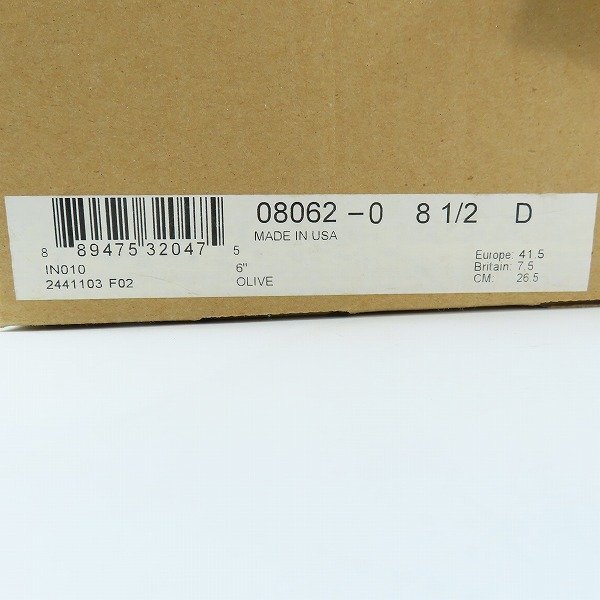 08062 -0 8 1/2 D
MADE IN USA
8 89475 32047 5
IN010
2441103 F02
6"
OLIVE
Europe: 41.5
Britain: 7.5
CM: 26.5